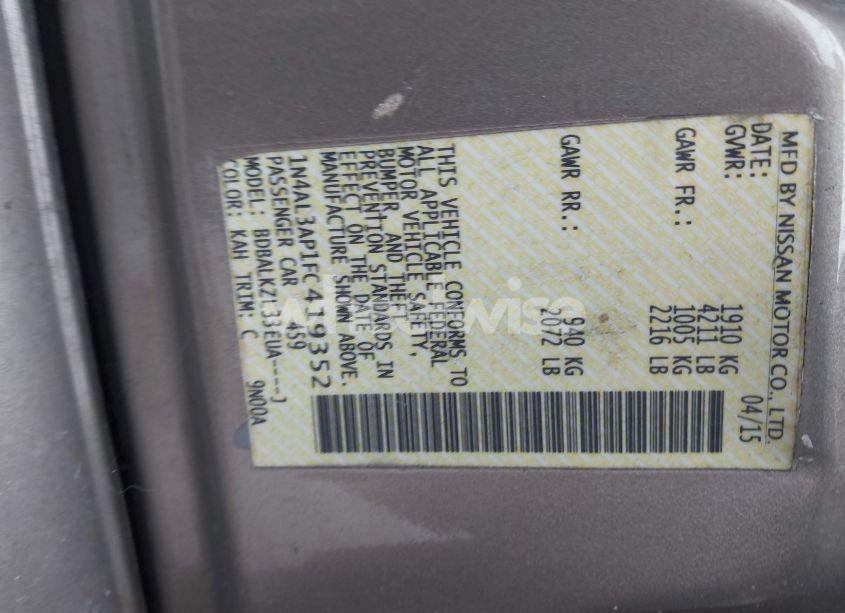 MFD BY NISSAN MOTOR CO., LTD.
DATE: 04/15
GVWR: 1910 KG
4211 LB
GAWR FR.: 1005 KG
2216 LB
GAWR RR.: 940 KG
2072 LB
THIS VEHICLE CONFORMS TO
ALL APPLICABLE FEDERAL
MOTOR VEHICLE SAFETY,
BUMPER, AND THEFT
PREVENTION STANDARDS IN
EFFECT ON THE DATE OF
MANUFACTURE SHOWN ABOVE.
1N4AL3AP1FC419352
PASSENGER CAR 459
MODEL: BDBALKZL33EUA----J
COLOR: KAH TRIM: C 9N00A